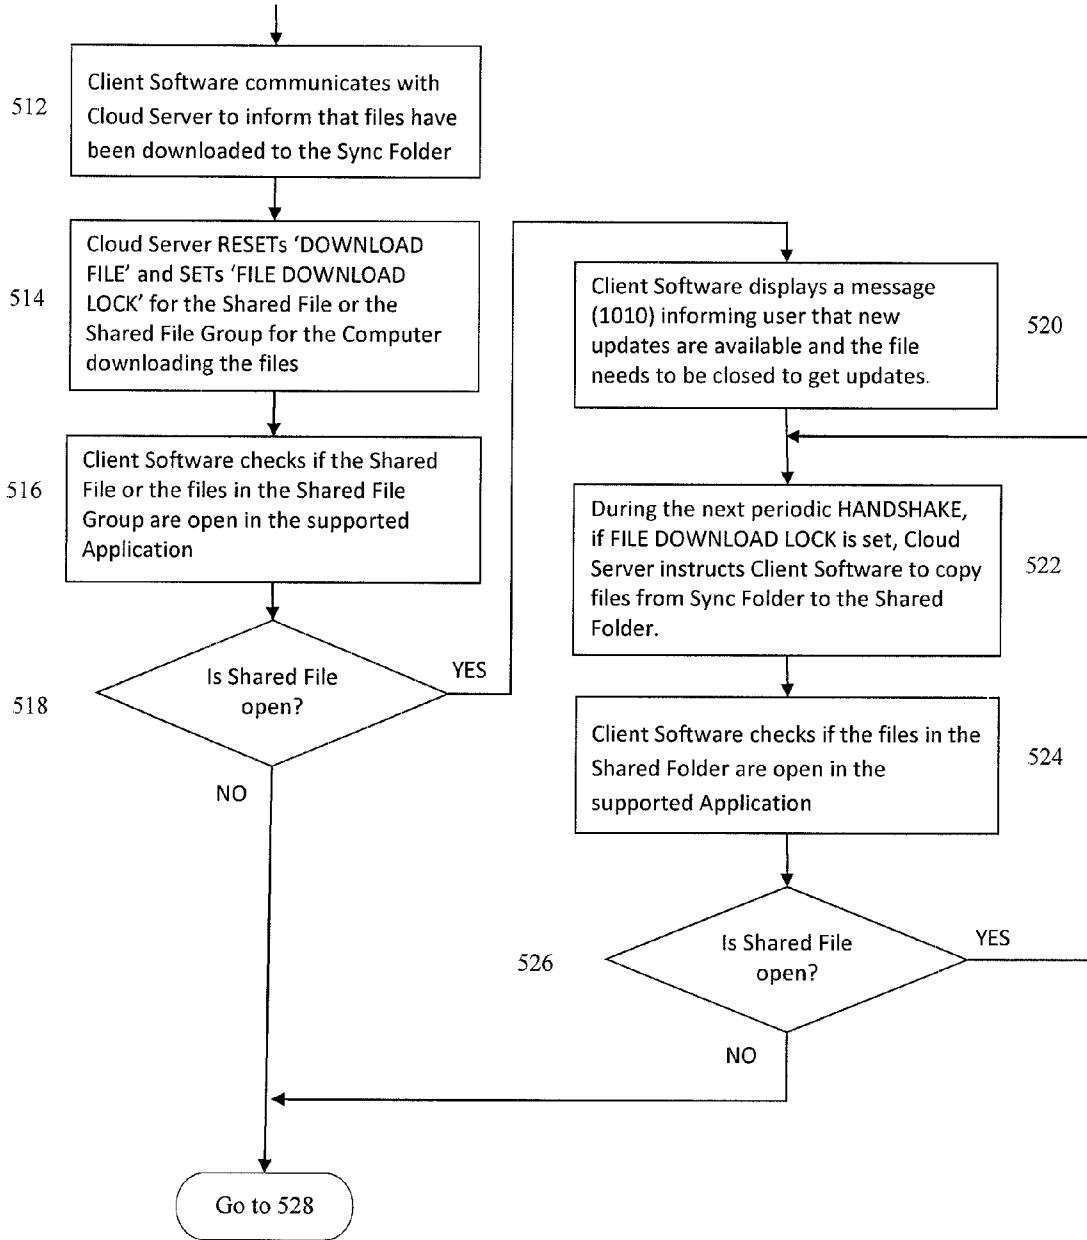 512
Client Software communicates with
Cloud Server to inform that files have
been downloaded to the Sync Folder
514
Cloud Server RESETs ‘DOWNLOAD
FILE’ and SETs ‘FILE DOWNLOAD
LOCK’ for the Shared File or the
Shared File Group for the Computer
downloading the files
516
Client Software checks if the Shared
File or the files in the Shared File
Group are open in the supported
Application
518
Is Shared File
open?
YES
NO
520
Client Software displays a message
(1010) informing user that new
updates are available and the file
needs to be closed to get updates.
522
During the next periodic HANDSHAKE,
if FILE DOWNLOAD LOCK is set, Cloud
Server instructs Client Software to copy
files from Sync Folder to the Shared
Folder.
524
Client Software checks if the files in the
Shared Folder are open in the
supported Application
526
Is Shared File
open?
YES
NO
Go to 528